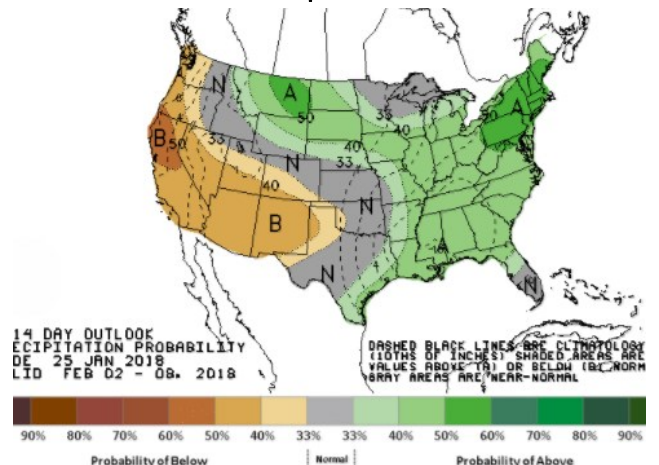 N
A
N
50
33
40
A
50
B
50
33
40
N
33
40
N
B
A
N
N
14 DAY OUTLOOK
ECIPITATION PROBABILITY
DE 25 JAN 2018
LID FEB 02 - 08. 2018
DASHED BLACK LINES ARE CLIMATOLOGY
(10THS OF INCHES) SHADED AREAS ARE
VALUES ABOVE (A) OR BELOW (B) NORM
GRAY AREAS ARE NEAR-NORMAL
90% 80% 70% 60% 50% 40% 33% 33% 40% 50% 60% 70% 80% 90%
Probability of Below Normal Probability of Above